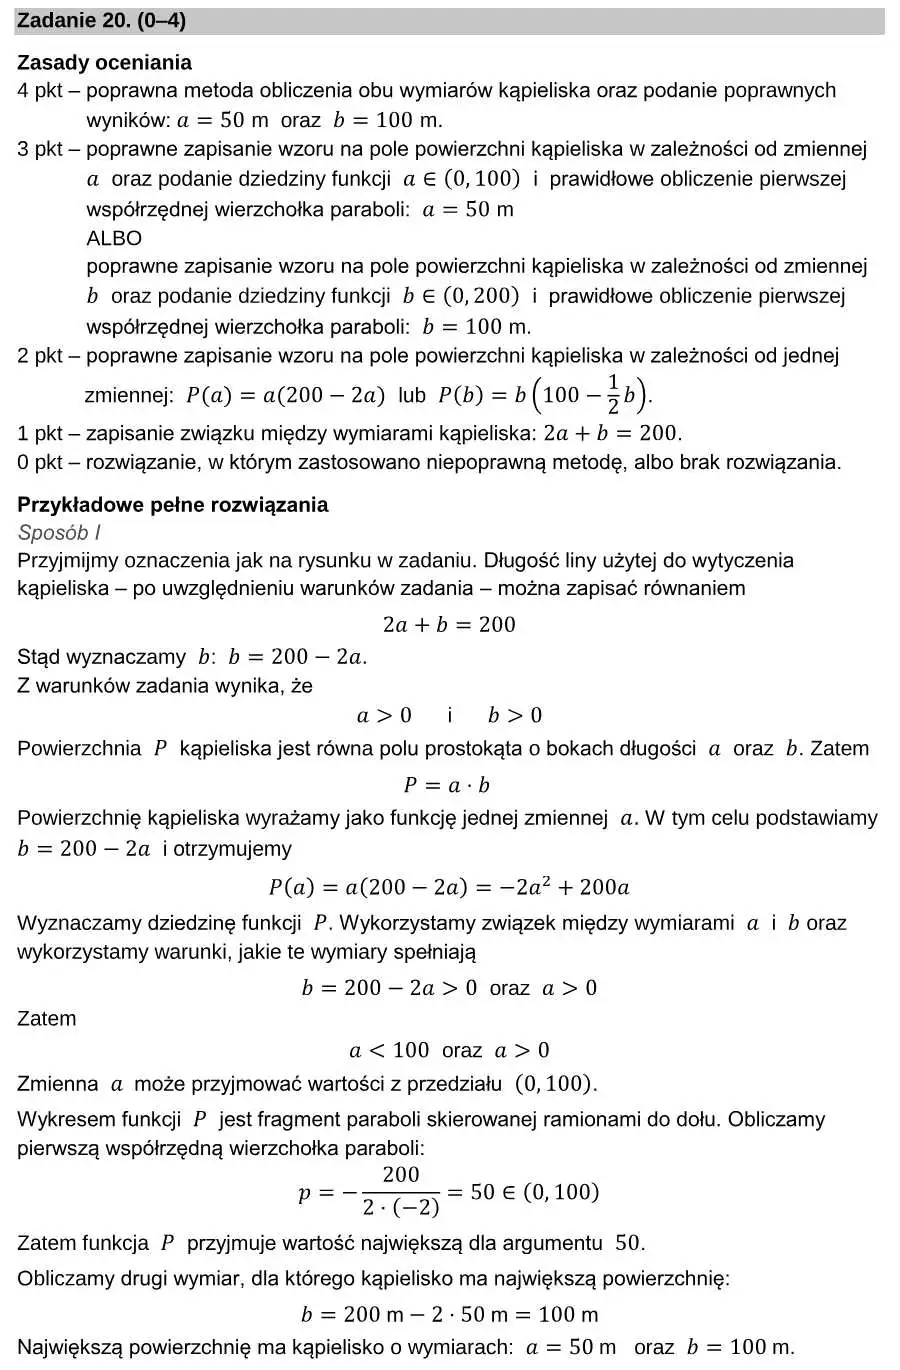 Zadanie 20. (0–4)
Zasady oceniania
4 pkt – poprawna metoda obliczenia obu wymiarów kąpieliska oraz podanie poprawnych
wyników: a = 50 m oraz b = 100 m.
3 pkt – poprawne zapisanie wzoru na pole powierzchni kąpieliska w zależności od zmiennej
a oraz podanie dziedziny funkcji a ∈ (0, 100) i prawidłowe obliczenie pierwszej
współrzędnej wierzchołka paraboli: a = 50 m
ALBO
poprawne zapisanie wzoru na pole powierzchni kąpieliska w zależności od zmiennej
b oraz podanie dziedziny funkcji b ∈ (0, 200) i prawidłowe obliczenie pierwszej
współrzędnej wierzchołka paraboli: b = 100 m.
2 pkt – poprawne zapisanie wzoru na pole powierzchni kąpieliska w zależności od jednej
zmiennej: P(a) = a(200 − 2a) lub P(b) = b(100 − 1/2 b).
1 pkt – zapisanie związku między wymiarami kąpieliska: 2a + b = 200.
0 pkt – rozwiązanie, w którym zastosowano niepoprawną metodę, albo brak rozwiązania.
Przykładowe pełne rozwiązania
Sposób I
Przyjmijmy oznaczenia jak na rysunku w zadaniu. Długość liny użytej do wytyczenia
kąpieliska – po uwzględnieniu warunków zadania – można zapisać równaniem
2a + b = 200
Stąd wyznaczamy b: b = 200 − 2a.
Z warunków zadania wynika, że
a > 0 i b > 0
Powierzchnia P kąpieliska jest równa polu prostokąta o bokach długości a oraz b. Zatem
P = a · b
Powierzchnię kąpieliska wyrażamy jako funkcję jednej zmiennej a. W tym celu podstawiamy
b = 200 − 2a i otrzymujemy
P(a) = a(200 − 2a) = −2a² + 200a
Wyznaczamy dziedzinę funkcji P. Wykorzystamy związek między wymiarami a i b oraz
wykorzystamy warunki, jakie te wymiary spełniają
b = 200 − 2a > 0 oraz a > 0
Zatem
a < 100 oraz a > 0
Zmienna a może przyjmować wartości z przedziału (0, 100).
Wykresem funkcji P jest fragment paraboli skierowanej ramionami do dołu. Obliczamy
pierwszą współrzędną wierzchołka paraboli:
p = − 200 / (2 · (−2)) = 50 ∈ (0, 100)
Zatem funkcja P przyjmuje wartość największą dla argumentu 50.
Obliczamy drugi wymiar, dla którego kąpielisko ma największą powierzchnię:
b = 200 m − 2 · 50 m = 100 m
Największą powierzchnię ma kąpielisko o wymiarach: a = 50 m oraz b = 100 m.